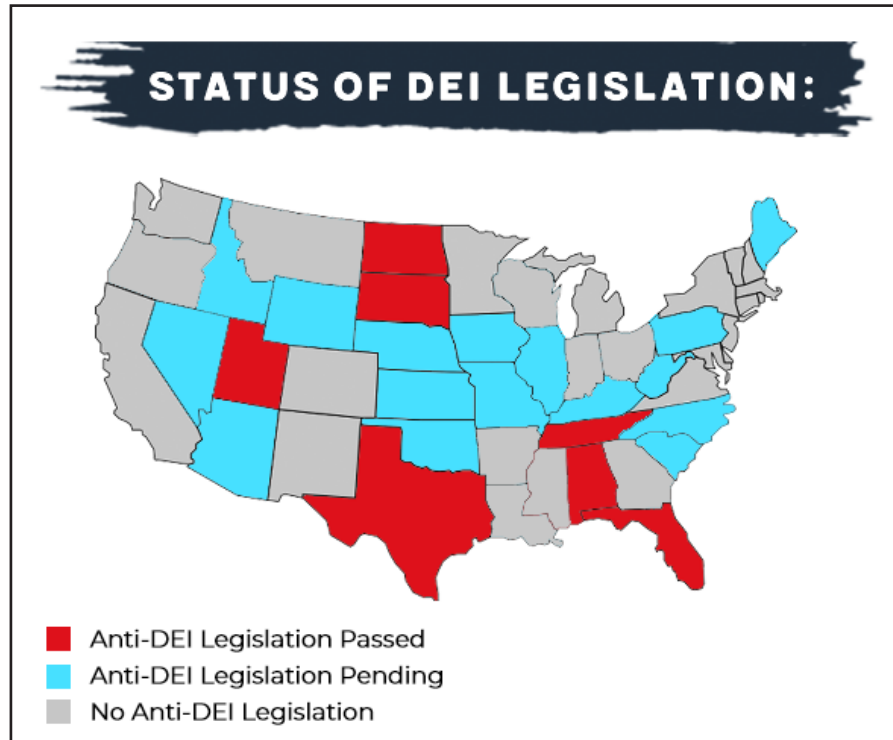 STATUS OF DEI LEGISLATION:
Anti-DEI Legislation Passed
Anti-DEI Legislation Pending
No Anti-DEI Legislation